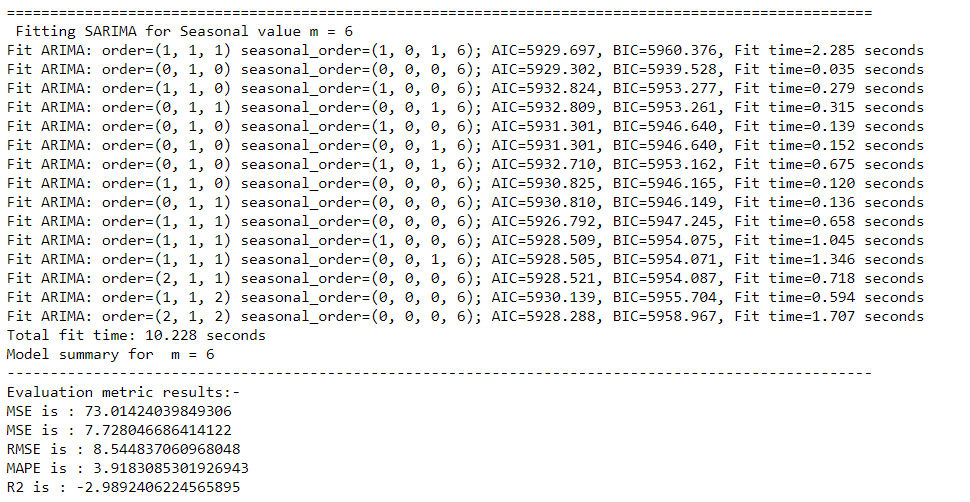 ==========================================================================================
Fitting SARIMA for Seasonal value m = 6
Fit ARIMA: order=(1, 1, 1) seasonal_order=(1, 0, 1, 6); AIC=5929.697, BIC=5960.376, Fit time=2.285 seconds
Fit ARIMA: order=(0, 1, 0) seasonal_order=(0, 0, 0, 6); AIC=5929.302, BIC=5939.528, Fit time=0.035 seconds
Fit ARIMA: order=(1, 1, 0) seasonal_order=(1, 0, 0, 6); AIC=5932.824, BIC=5953.277, Fit time=0.279 seconds
Fit ARIMA: order=(0, 1, 1) seasonal_order=(0, 0, 1, 6); AIC=5932.809, BIC=5953.261, Fit time=0.315 seconds
Fit ARIMA: order=(0, 1, 0) seasonal_order=(1, 0, 0, 6); AIC=5931.301, BIC=5946.640, Fit time=0.139 seconds
Fit ARIMA: order=(0, 1, 0) seasonal_order=(0, 0, 1, 6); AIC=5931.301, BIC=5946.640, Fit time=0.152 seconds
Fit ARIMA: order=(0, 1, 0) seasonal_order=(1, 0, 1, 6); AIC=5932.710, BIC=5953.162, Fit time=0.675 seconds
Fit ARIMA: order=(1, 1, 0) seasonal_order=(0, 0, 0, 6); AIC=5930.825, BIC=5946.165, Fit time=0.120 seconds
Fit ARIMA: order=(0, 1, 1) seasonal_order=(0, 0, 0, 6); AIC=5930.810, BIC=5946.149, Fit time=0.136 seconds
Fit ARIMA: order=(1, 1, 1) seasonal_order=(0, 0, 0, 6); AIC=5926.792, BIC=5947.245, Fit time=0.658 seconds
Fit ARIMA: order=(1, 1, 1) seasonal_order=(1, 0, 0, 6); AIC=5928.509, BIC=5954.075, Fit time=1.045 seconds
Fit ARIMA: order=(1, 1, 1) seasonal_order=(0, 0, 1, 6); AIC=5928.505, BIC=5954.071, Fit time=1.346 seconds
Fit ARIMA: order=(2, 1, 1) seasonal_order=(0, 0, 0, 6); AIC=5928.521, BIC=5954.087, Fit time=0.718 seconds
Fit ARIMA: order=(1, 1, 2) seasonal_order=(0, 0, 0, 6); AIC=5930.139, BIC=5955.704, Fit time=0.594 seconds
Fit ARIMA: order=(2, 1, 2) seasonal_order=(0, 0, 0, 6); AIC=5928.288, BIC=5958.967, Fit time=1.707 seconds
Total fit time: 10.228 seconds
Model summary for  m = 6
------------------------------------------------------------------------------------------
Evaluation metric results:-
MSE is : 73.01424039849306
MSE is : 7.728046686414122
RMSE is : 8.544837060968048
MAPE is : 3.9183085301926943
R2 is : -2.9892406224565895